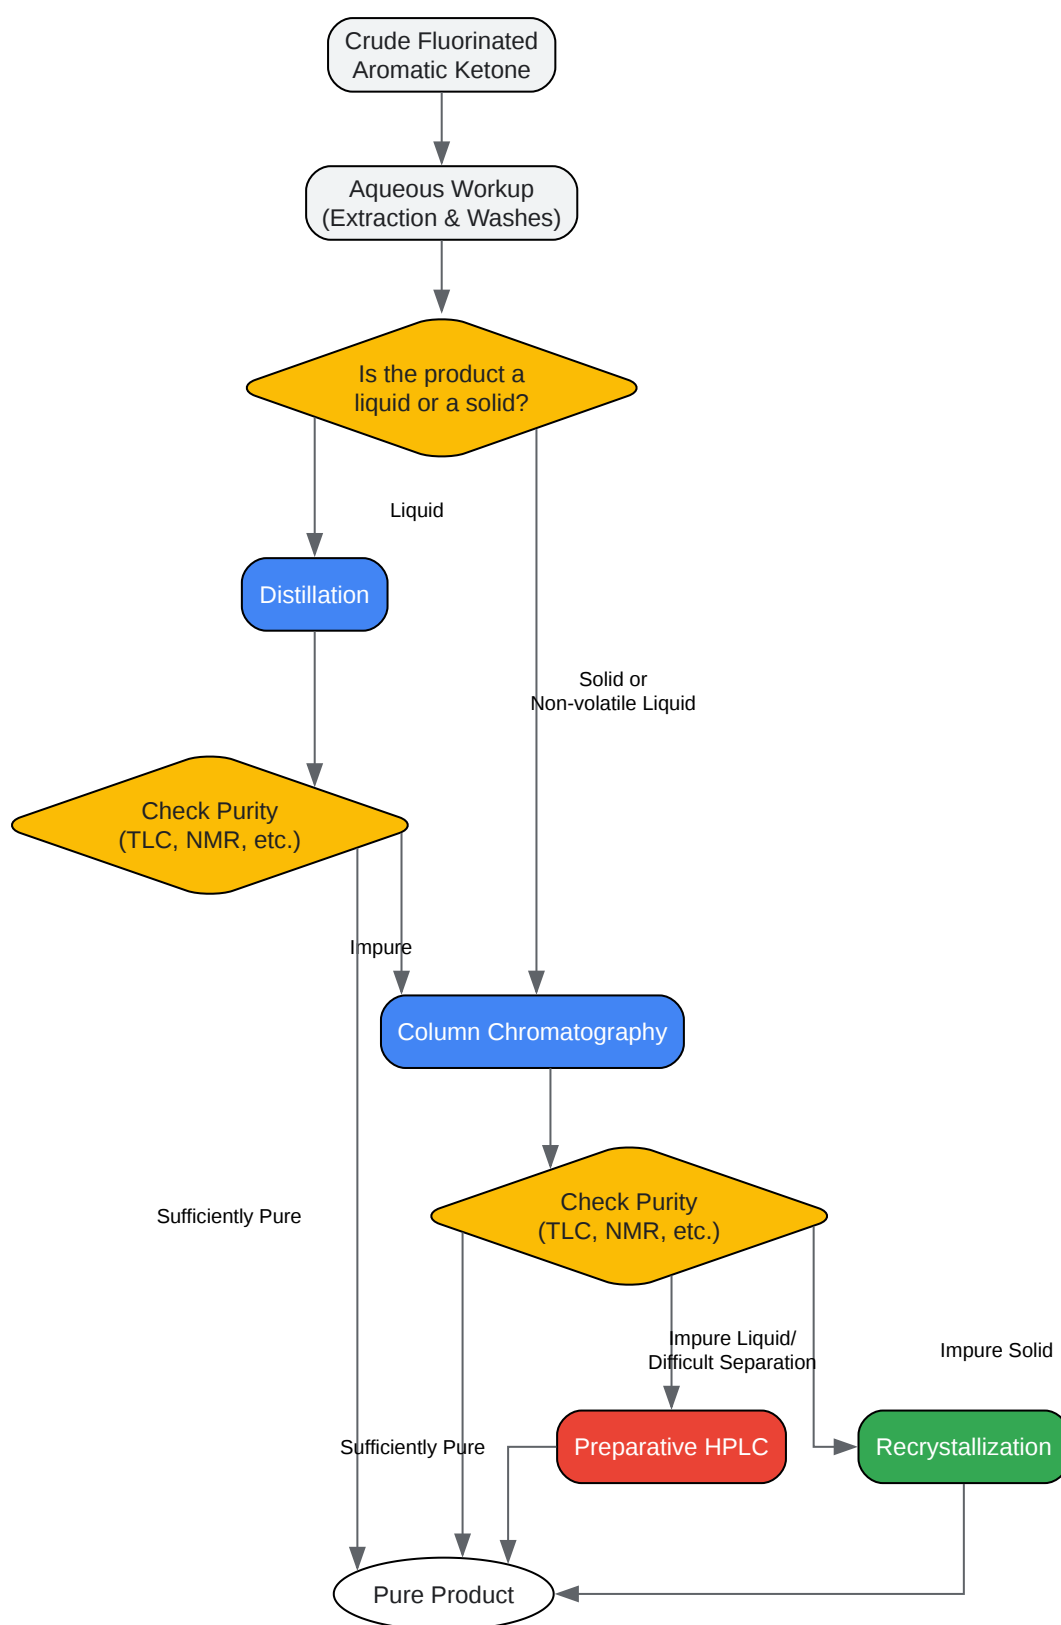 Crude Fluorinated
Aromatic Ketone
Aqueous Workup
(Extraction & Washes)
Is the product a
liquid or a solid?
Liquid
Distillation
Solid or
Non-volatile Liquid
Check Purity
(TLC, NMR, etc.)
Impure
Column Chromatography
Check Purity
(TLC, NMR, etc.)
Sufficiently Pure
Impure Liquid/
Difficult Separation
Impure Solid
Sufficiently Pure
Preparative HPLC
Recrystallization
Pure Product